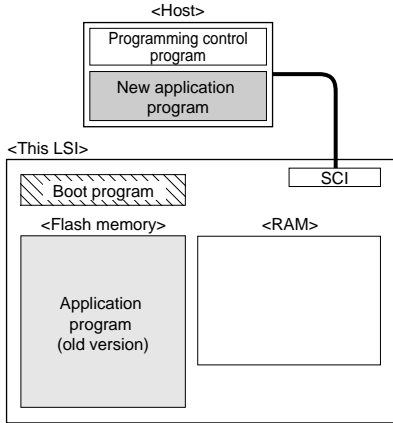 <Host>
Programming control
program
New application
program
<This LSI>
SCI
Boot program
<Flash memory>
<RAM>
Application
program
(old version)